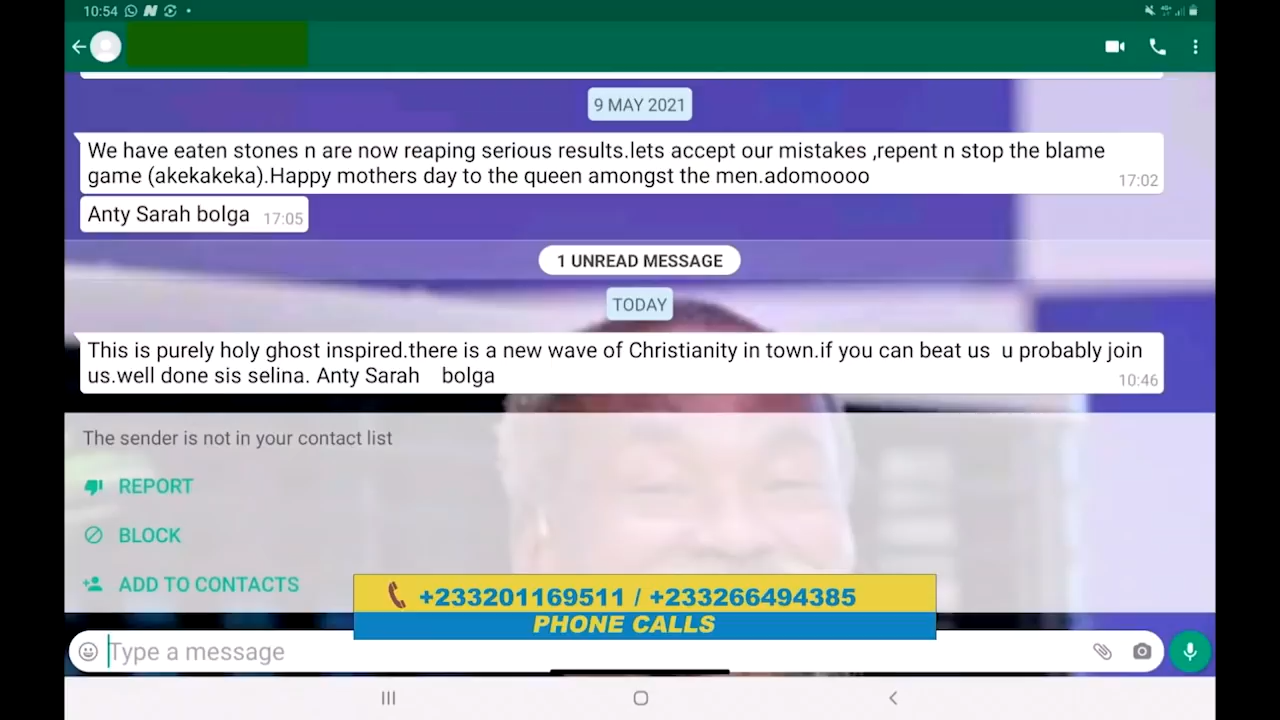 10:54
9 MAY 2021
We have eaten stones n are now reaping serious results.lets accept our mistakes ,repent n stop the blame
game (akekakeka).Happy mothers day to the queen amongst the men.adomoooo
17:02
Anty Sarah bolga 17:05
1 UNREAD MESSAGE
TODAY
This is purely holy ghost inspired.there is a new wave of Christianity in town.if you can beat us u probably join
us.well done sis selina. Anty Sarah bolga
10:46
The sender is not in your contact list
REPORT
BLOCK
ADD TO CONTACTS
+233201169511 / +233266494385
PHONE CALLS
Type a message